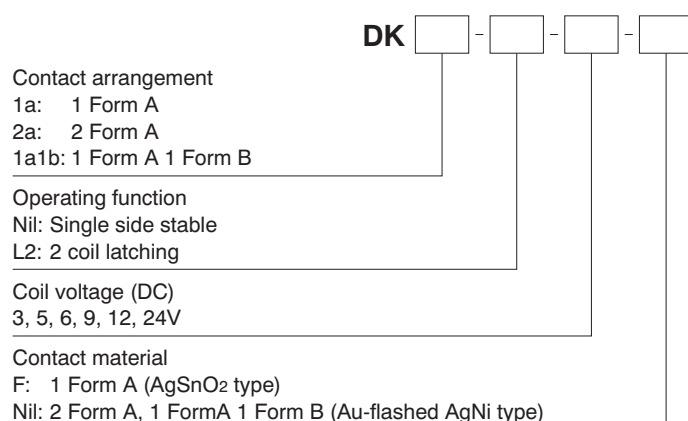 DK - - -
Contact arrangement
1a: 1 Form A
2a: 2 Form A
1a1b: 1 Form A 1 Form B
Operating function
Nil: Single side stable
L2: 2 coil latching
Coil voltage (DC)
3, 5, 6, 9, 12, 24V
Contact material
F: 1 Form A (AgSnO2 type)
Nil: 2 Form A, 1 FormA 1 Form B (Au-flashed AgNi type)